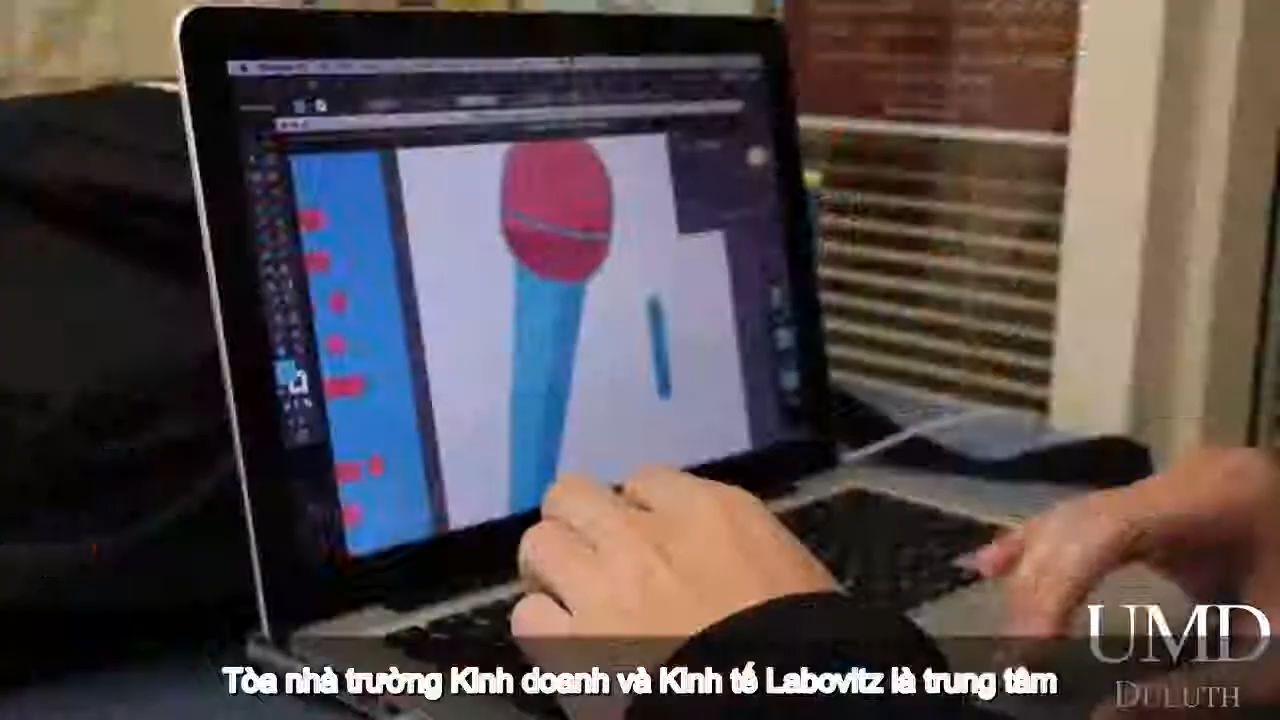 Tòa nhà trường Kinh doanh và Kinh tế Labovitz là trung tâm
UMD
DULUTH